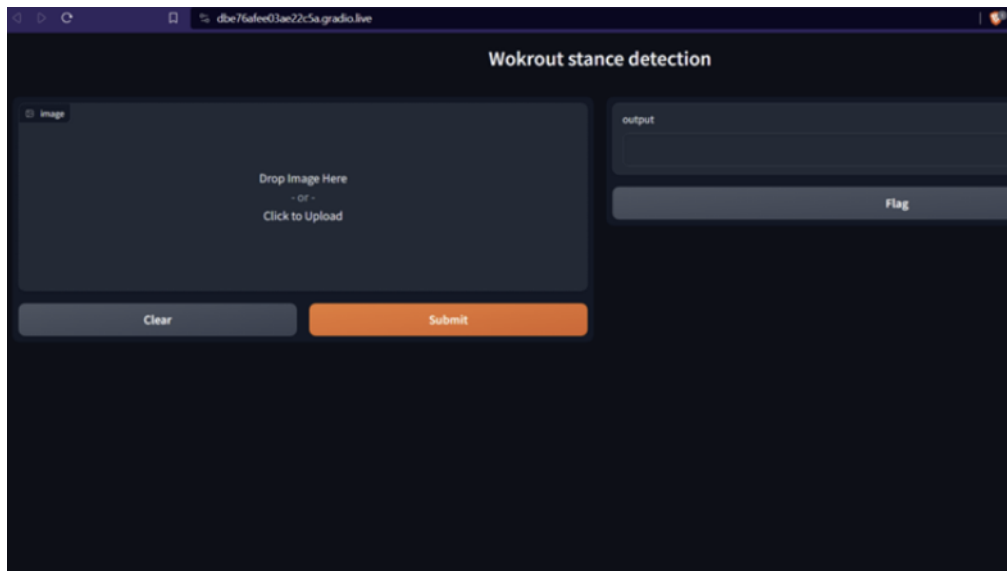 dbe76afee03ae22c5a.gradio.live
Wokrout stance detection
image
Drop Image Here
- or -
Click to Upload
Clear
Submit
output
Flag